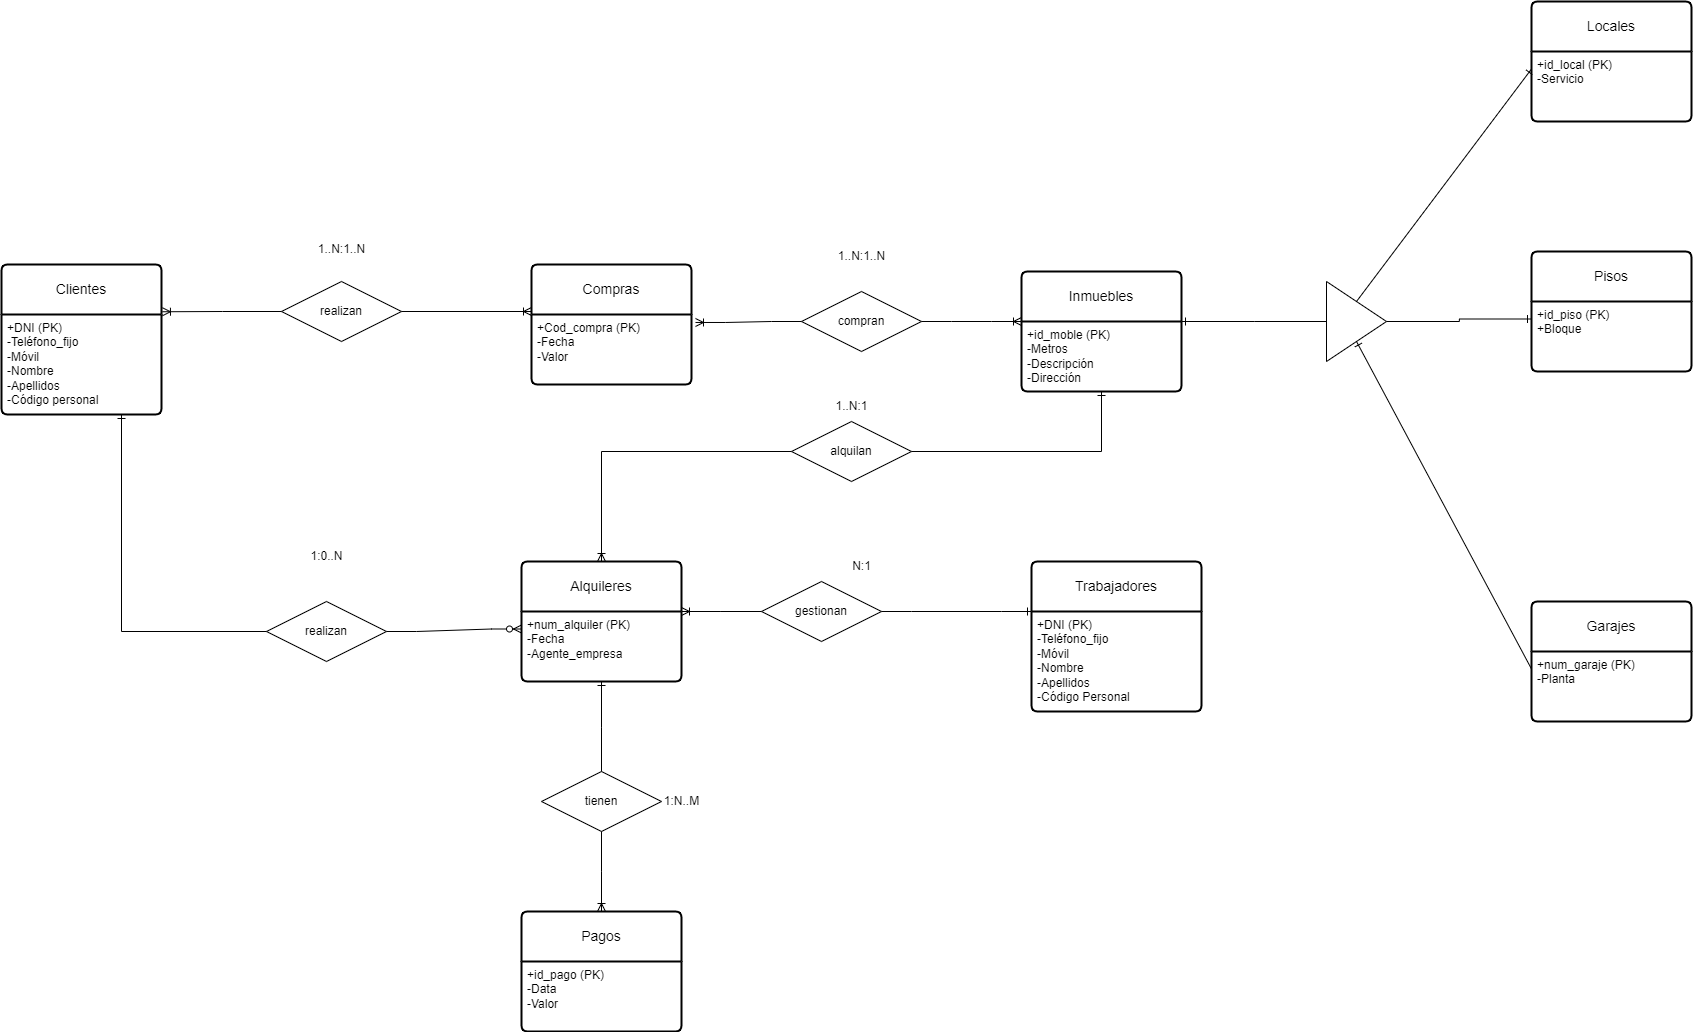 Locales
+id_local (PK)
-Servicio
1..N:1..N
1..N:1..N
Clientes
+DNI (PK)
-Teléfono_fijo
-Móvil
-Nombre
-Apellidos
-Código personal
realizan
Compras
+Cod_compra (PK)
-Fecha
-Valor
compran
Inmuebles
+id_moble (PK)
-Metros
-Descripción
-Dirección
Pisos
+id_piso (PK)
+Bloque
1..N:1
alquilan
1:0..N
realizan
Alquileres
+num_alquiler (PK)
-Fecha
-Agente_empresa
N:1
gestionan
Trabajadores
+DNI (PK)
-Teléfono_fijo
-Móvil
-Nombre
-Apellidos
-Código Personal
Garajes
+num_garaje (PK)
-Planta
tienen
1:N..M
Pagos
+id_pago (PK)
-Data
-Valor